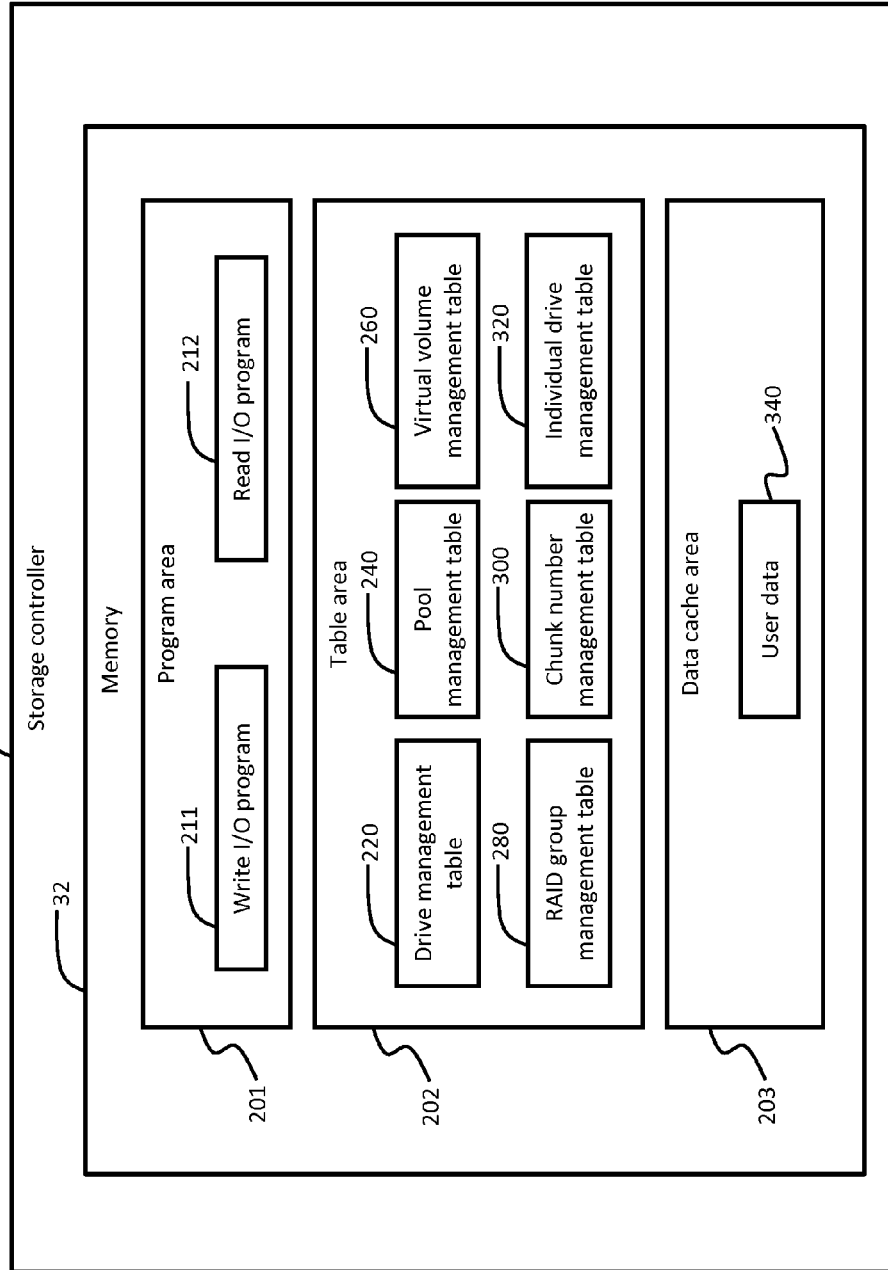 Storage controller
32
Memory
201
Program area
211
Write I/O program
212
Read I/O program
202
Table area
220
Drive management
table
240
Pool
management table
260
Virtual volume
management table
280
RAID group
management table
300
Chunk number
management table
320
Individual drive
management table
203
Data cache area
User data
340